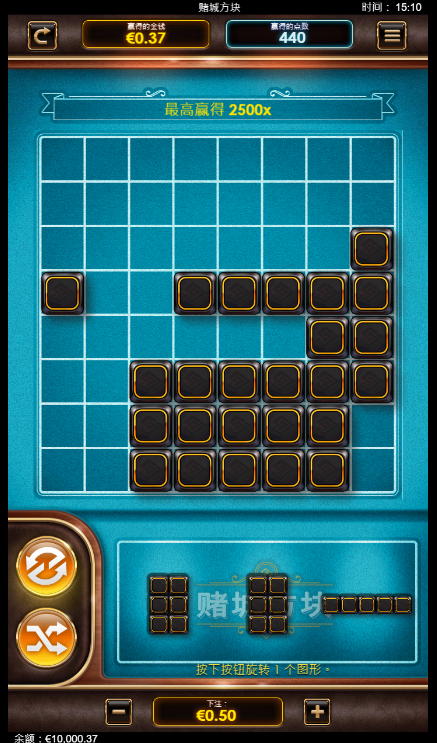 赌城方块
时间： 15:10
赢得的金钱
€0.37
赢得的点数
440
最高赢得 2500x
赌城方块
按下按钮旋转 1 个图形。
下注：
€0.50
余额：€10,000.37